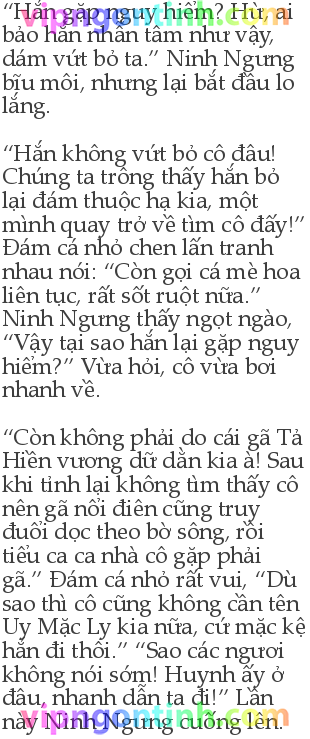 “Hắn gặp nguy hiểm? Hừ, ai
bảo hắn nhẫn tâm như vậy,
dám vứt bỏ ta.” Ninh Ngưng
bĩu môi, nhưng lại bắt đầu lo
lắng.
“Hắn không vứt bỏ cô đâu!
Chúng ta trông thấy hắn bỏ
lại đám thuộc hạ kia, một
mình quay trở về tìm cô đấy!”
Đám cá nhỏ chen lấn tranh
nhau nói: “Còn gọi cá mè hoa
liên tục, rất sốt ruột nữa.”
Ninh Ngưng thấy ngọt ngào,
“Vậy tại sao hắn lại gặp nguy
hiểm?” Vừa hỏi, cô vừa bơi
nhanh về.
“Còn không phải do cái gã Tả
Hiền vương dữ dằn kia à! Sau
khi tỉnh lại không tìm thấy cô
nên gã nổi điên cũng truy
đuổi dọc theo bờ sông, rồi
tiểu ca ca nhà cô gặp phải
gã.” Đám cá nhỏ rất vui, “Dù
sao thì cô cũng không cần tên
Uy Mặc Ly kia nữa, cứ mặc kệ
hắn đi thôi.” “Sao các ngươi
không nói sớm! Huynh ấy ở
đâu, nhanh dẫn ta đi!” Lần
này Ninh Ngưng cuống lên.
vipngontinh.com
vipngontinh.com